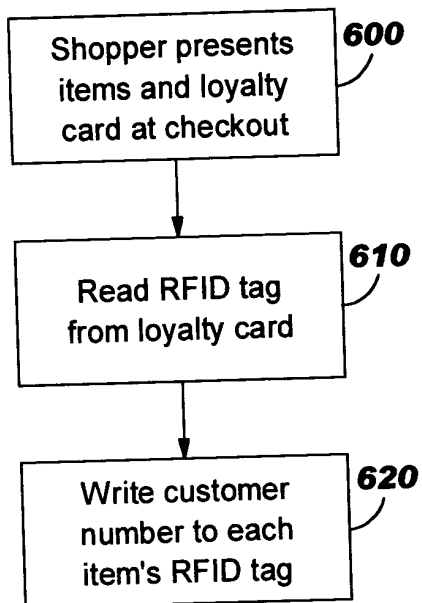 Shopper presents
items and loyalty
card at checkout
600
Read RFID tag
from loyalty card
610
Write customer
number to each
item's RFID tag
620